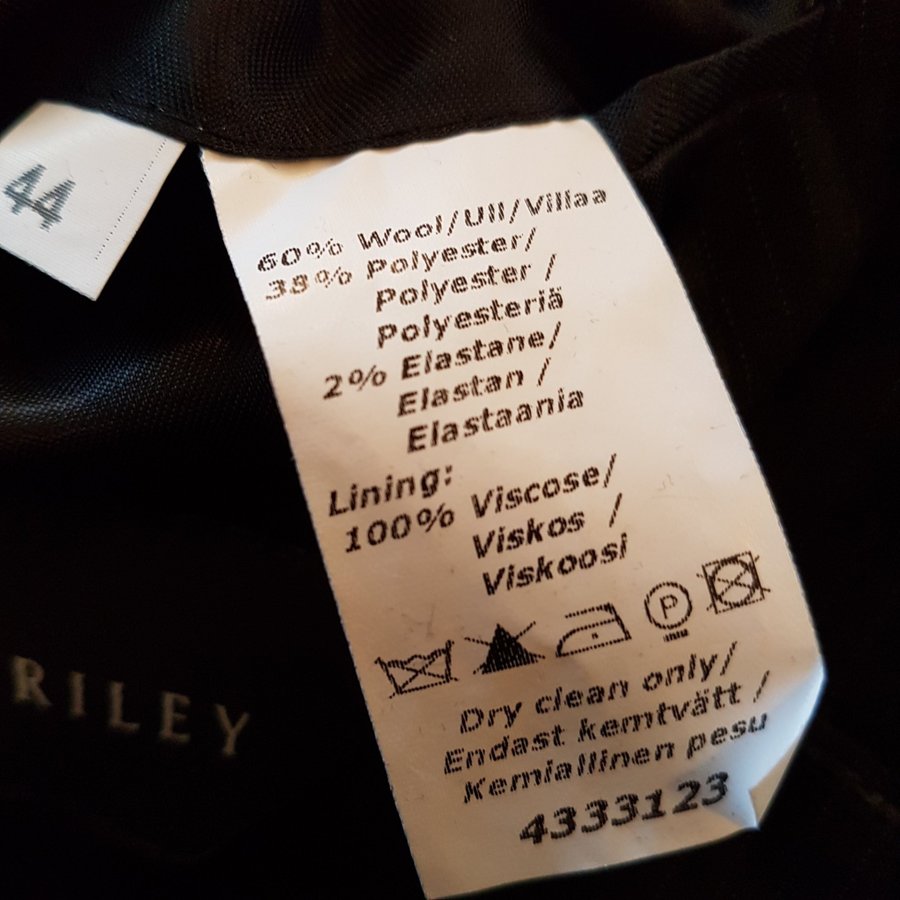 44
60% Wool/Ull/Villaa
38% Polyester/
Polyester /
Polyesteriä
2% Elastane/
Elastan /
Elastaania
Lining:
100% Viscose/
Viskos /
Viskoosi
P
Dry clean only/
Endast kemtvätt /
Kemiallinen pesu
4333123
RILEY